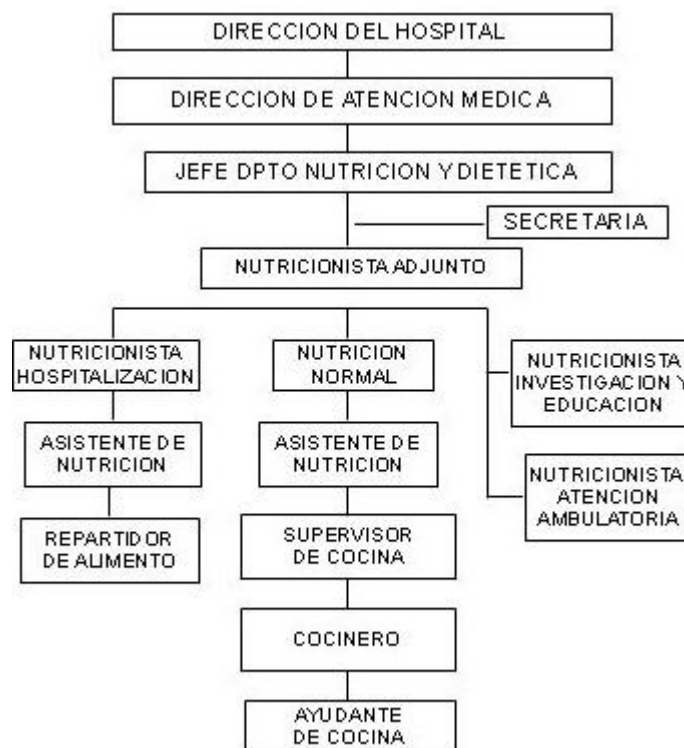 DIRECCION DEL HOSPITAL
DIRECCION DE ATENCION MEDICA
JEFE DPTO NUTRICION Y DIETETICA
SECRETARIA
NUTRICIONISTA ADJUNTO
NUTRICIONISTA
HOSPITALIZACION
NUTRICION
NORMAL
NUTRICIONISTA
INVESTIGACION Y
EDUCACION
ASISTENTE DE
NUTRICION
ASISTENTE DE
NUTRICION
NUTRICIONISTA
ATENCION
AMBULATORIA
REPARTIDOR
DE ALIMENTO
SUPERVISOR
DE COCINA
COCINERO
AYUDANTE
DE COCINA